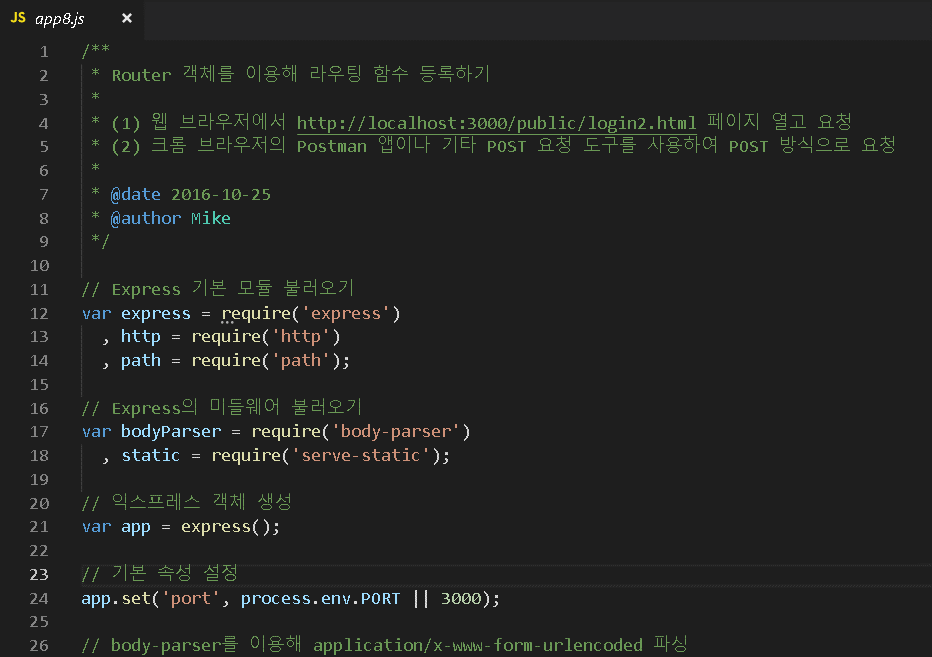 JS app8.js ×
1 /**
2 * Router 객체를 이용해 라우팅 함수 등록하기
3 *
4 * (1) 웹 브라우저에서 http://localhost:3000/public/login2.html 페이지 열고 요청
5 * (2) 크롬 브라우저의 Postman 앱이나 기타 POST 요청 도구를 사용하여 POST 방식으로 요청
6 *
7 * @date 2016-10-25
8 * @author Mike
9 */
10
11 // Express 기본 모듈 불러오기
12 var express = require('express')
13 , http = require('http')
14 , path = require('path');
15
16 // Express의 미들웨어 불러오기
17 var bodyParser = require('body-parser')
18 , static = require('serve-static');
19
20 // 익스프레스 객체 생성
21 var app = express();
22
23 // 기본 속성 설정
24 app.set('port', process.env.PORT || 3000);
25
26 // body-parser를 이용해 application/x-www-form-urlencoded 파싱